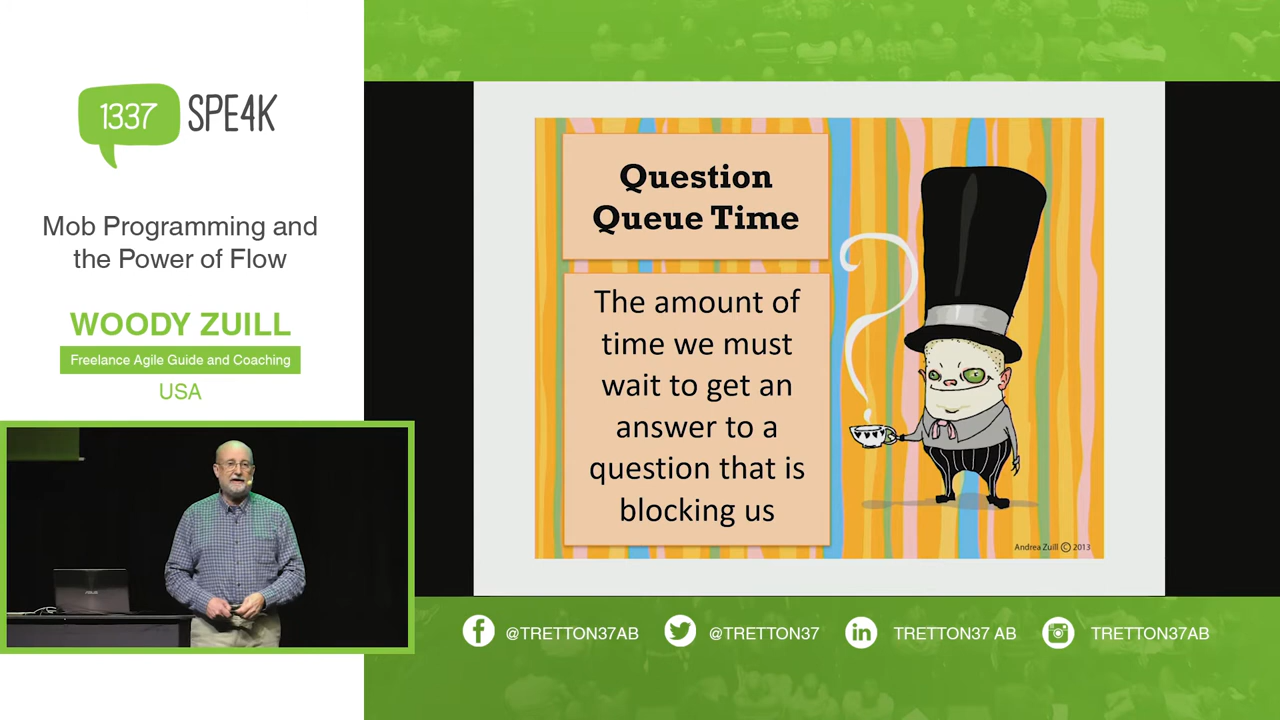 1337
SPE4K
Mob Programming and
the Power of Flow
WOODY ZUILL
Freelance Agile Guide and Coaching
USA
Question
Queue Time
The amount of
time we must
wait to get an
answer to a
question that is
blocking us
Andrea Zuill © 2013
@TRETTON37AB
@TRETTON37
TRETTON37 AB
TRETTON37AB